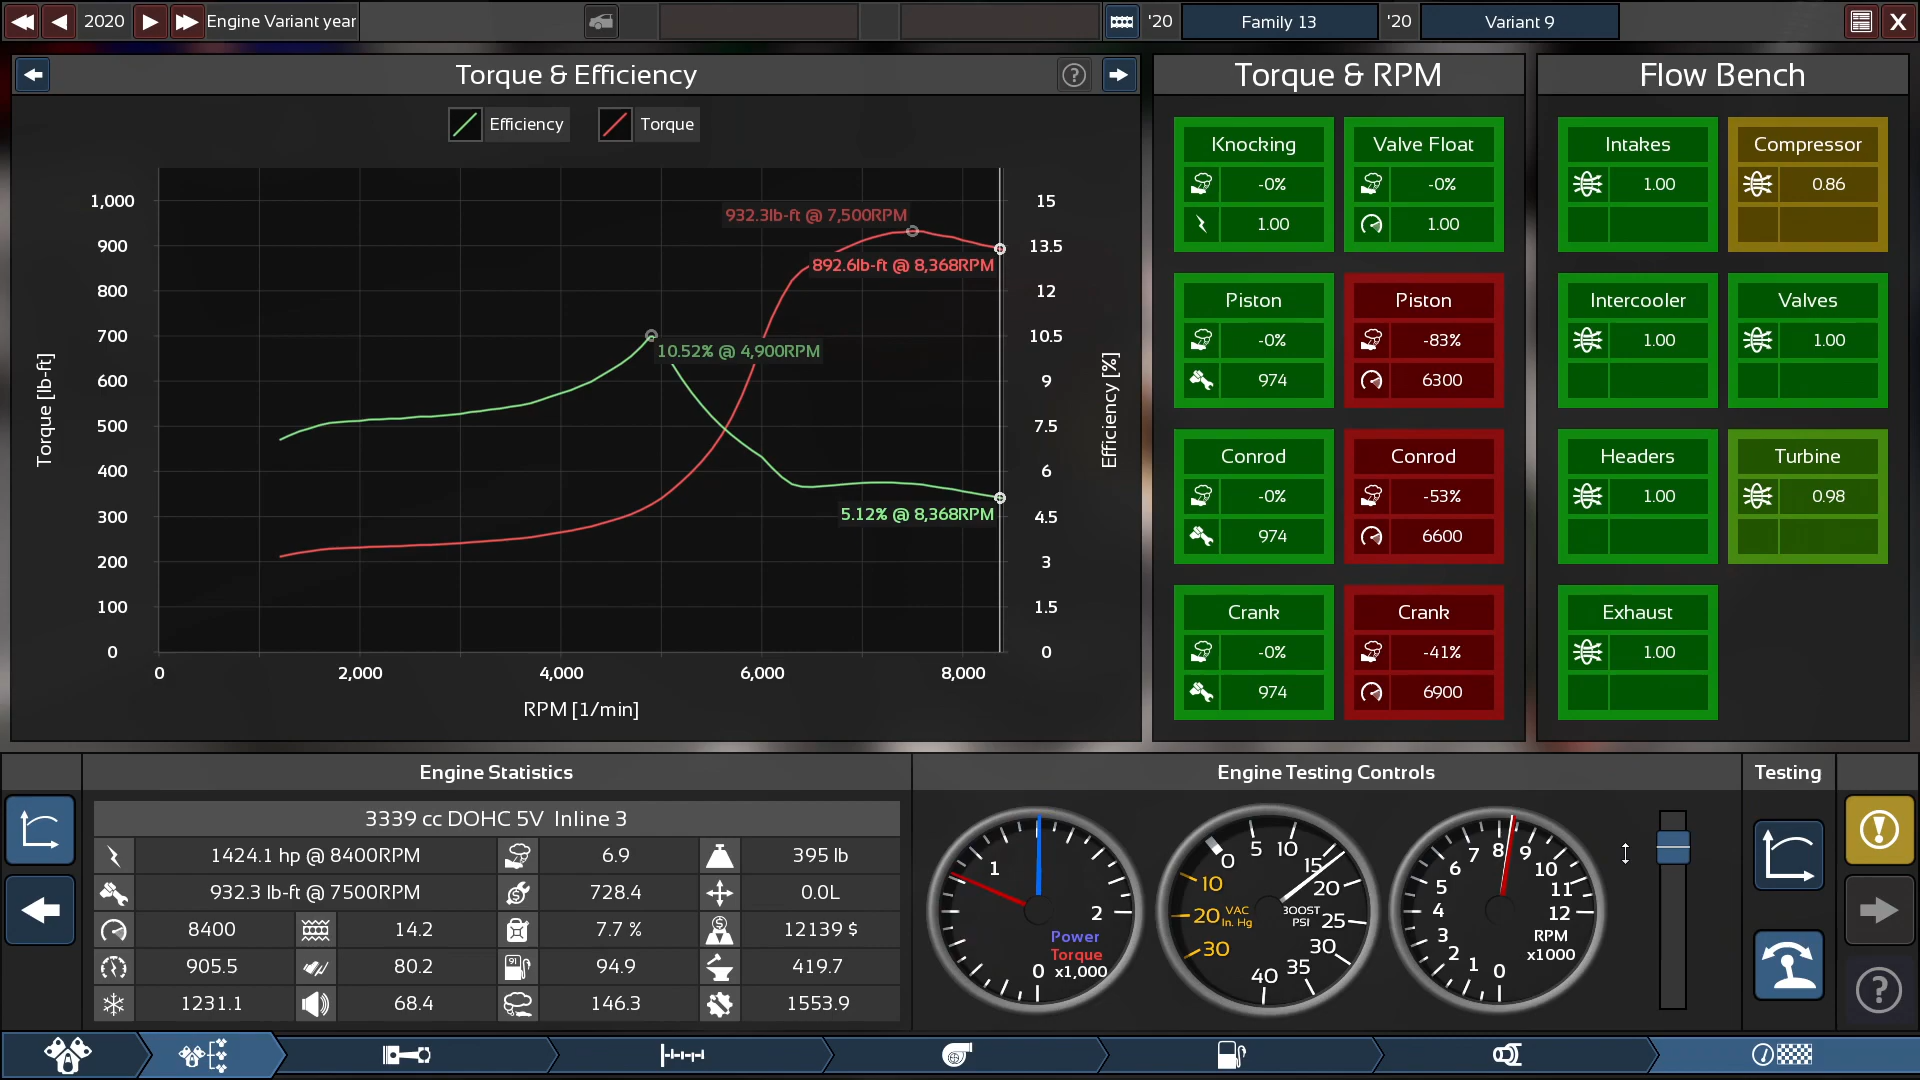 2020 Engine Variant year '20 Family 13 '20 Variant 9 X
Torque & Efficiency ?
Efficiency Torque
1,000
900
800
700
600
500
400
300
200
100
0
Torque [lb-ft]
932.3lb-ft @ 7,500RPM
892.6lb-ft @ 8,368RPM
10.52% @ 4,900RPM
5.12% @ 8,368RPM
15
13.5
12
10.5
9
7.5
6
4.5
3
1.5
0
Efficiency [%]
0 2,000 4,000 6,000 8,000
RPM [1/min]
Torque & RPM
Knocking
-0%
1.00
Valve Float
-0%
1.00
Piston
-0%
974
Piston
-83%
6300
Conrod
-0%
974
Conrod
-53%
6600
Crank
-0%
974
Crank
-41%
6900
Flow Bench
Intakes
1.00
Compressor
0.86
Intercooler
1.00
Valves
1.00
Headers
1.00
Turbine
0.98
Exhaust
1.00
Engine Statistics
3339 cc DOHC 5V Inline 3
1424.1 hp @ 8400RPM 6.9 395 lb
932.3 lb-ft @ 7500RPM 728.4 0.0L
8400 14.2 7.7 % 12139 $
905.5 80.2 91 94.9 419.7
1231.1 68.4 146.3 1553.9
Engine Testing Controls
1
2
0
Power
Torque
x1,000
0 5 10 15 20 25 30 35 40
10
20
30
VAC
In. Hg
BOOST
PSI
0 1 2 3 4 5 6 7 8 9 10 11 12
RPM
x1000
Testing
?